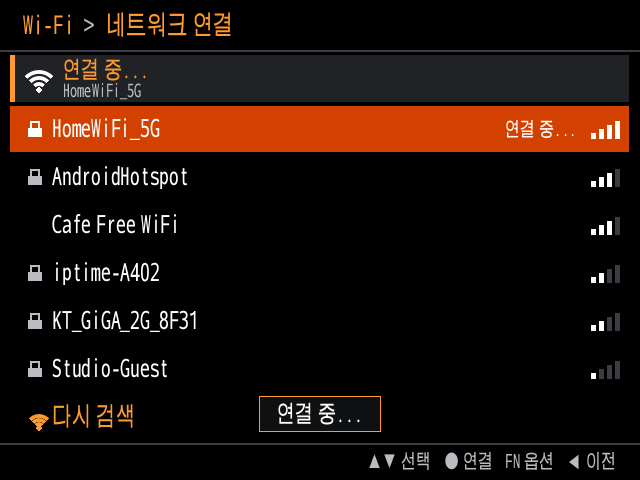 Wi-Fi > 네트워크 연결
연결 중...
HomeWiFi_5G
HomeWiFi_5G 연결 중...
AndroidHotspot
Cafe Free WiFi
iptime-A402
KT_GiGA_2G_8F31
Studio-Guest
다시 검색
연결 중...
▲▼ 선택 ● 연결 FN 옵션 ◀ 이전